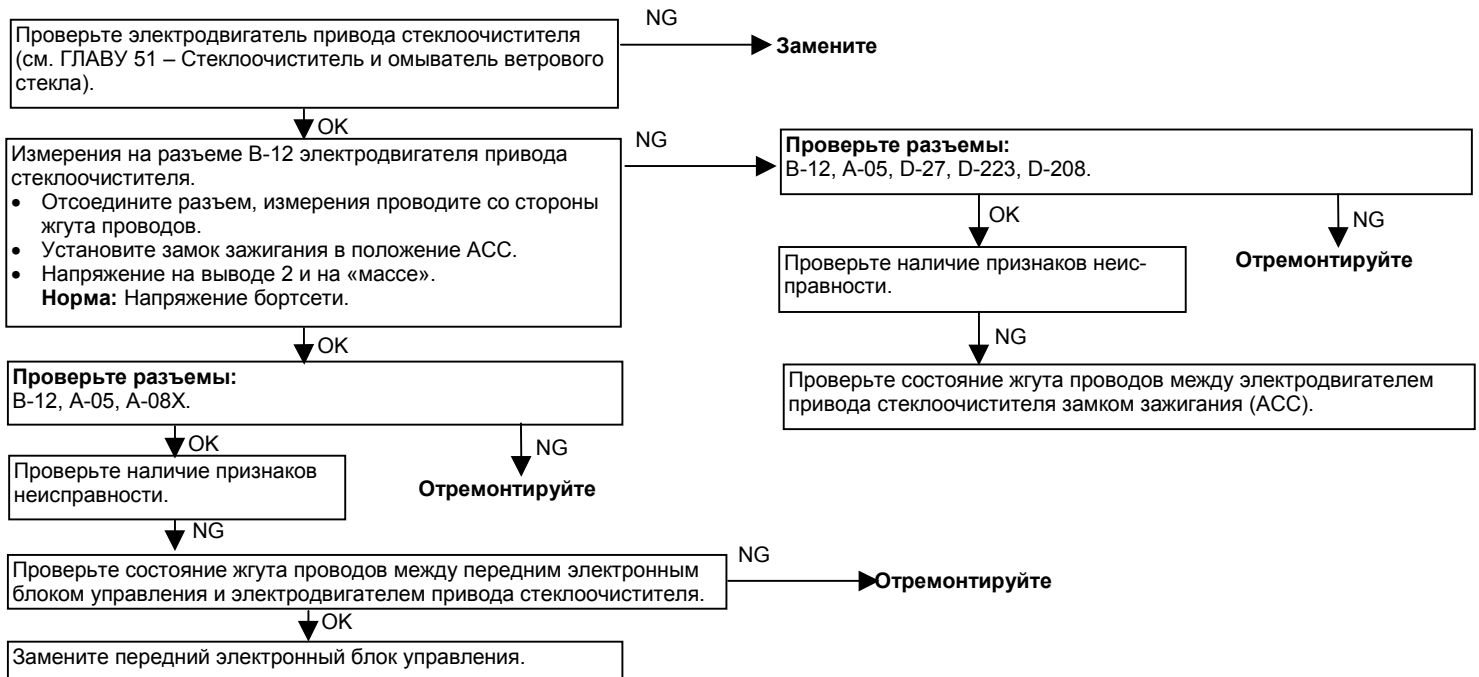 Проверьте электродвигатель привода стеклоочистителя
(см. ГЛАВУ 51 – Стеклоочиститель и омыватель ветрового
стекла).
NG
Замените
OK
Измерения на разъеме B-12 электродвигателя привода
стеклоочистителя.
• Отсоедините разъем, измерения проводите со стороны
жгута проводов.
• Установите замок зажигания в положение ACC.
• Напряжение на выводе 2 и на «массе».
Норма: Напряжение бортсети.
NG
Проверьте разъемы:
B-12, A-05, D-27, D-223, D-208.
OK
NG
Проверьте наличие признаков неис-
правности.
Отремонтируйте
NG
Проверьте состояние жгута проводов между электродвигателем
привода стеклоочистителя замком зажигания (ACC).
OK
Проверьте разъемы:
B-12, A-05, A-08X.
OK
NG
Проверьте наличие признаков
неисправности.
Отремонтируйте
NG
Проверьте состояние жгута проводов между передним электронным
блоком управления и электродвигателем привода стеклоочистителя.
NG
Отремонтируйте
OK
Замените передний электронный блок управления.